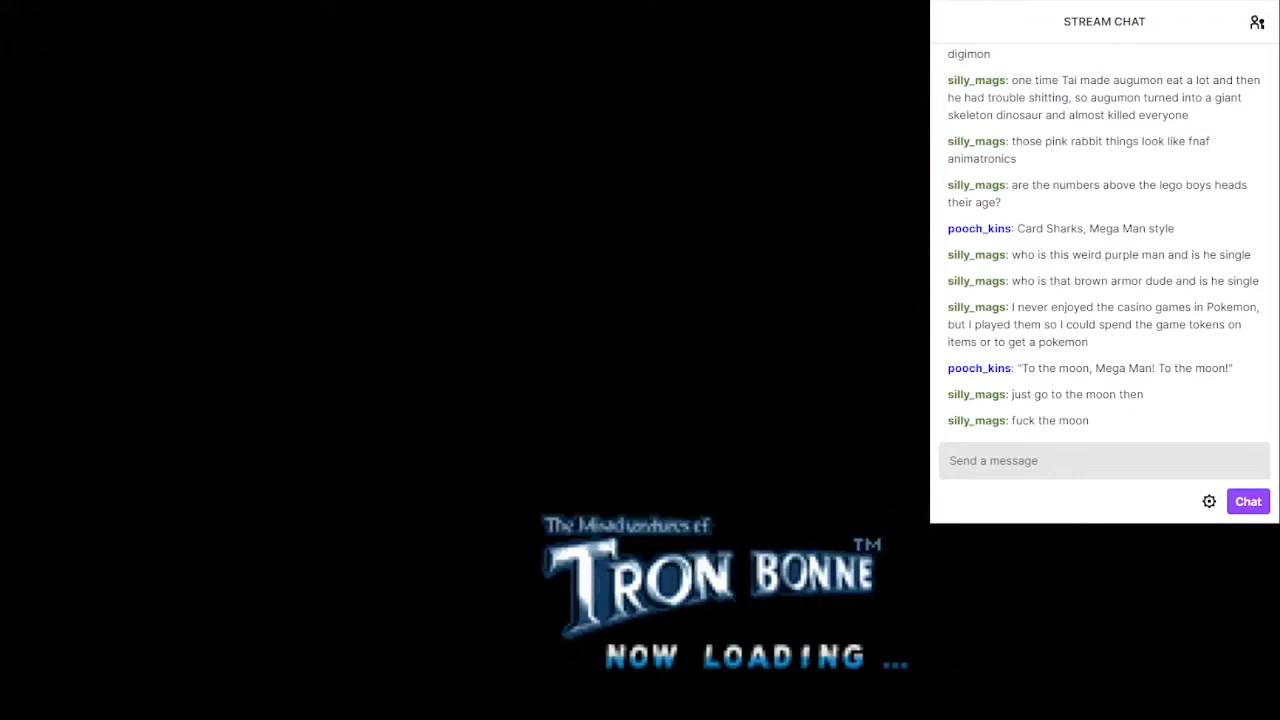 STREAM CHAT
digimon
silly_mags: one time Tai made augumon eat a lot and then
he had trouble shitting, so augumon turned into a giant
skeleton dinosaur and almost killed everyone
silly_mags: those pink rabbit things look like fnaf
animatronics
silly_mags: are the numbers above the lego boys heads
their age?
pooch_kins: Card Sharks, Mega Man style
silly_mags: who is this weird purple man and is he single
silly_mags: who is that brown armor dude and is he single
silly_mags: I never enjoyed the casino games in Pokemon,
but I played them so I could spend the game tokens on
items or to get a pokemon
pooch_kins: "To the moon, Mega Man! To the moon!"
silly_mags: just go to the moon then
silly_mags: fuck the moon
Send a message
Chat
The Misadventures of
TRON BONNE TM
NOW LOADING ...